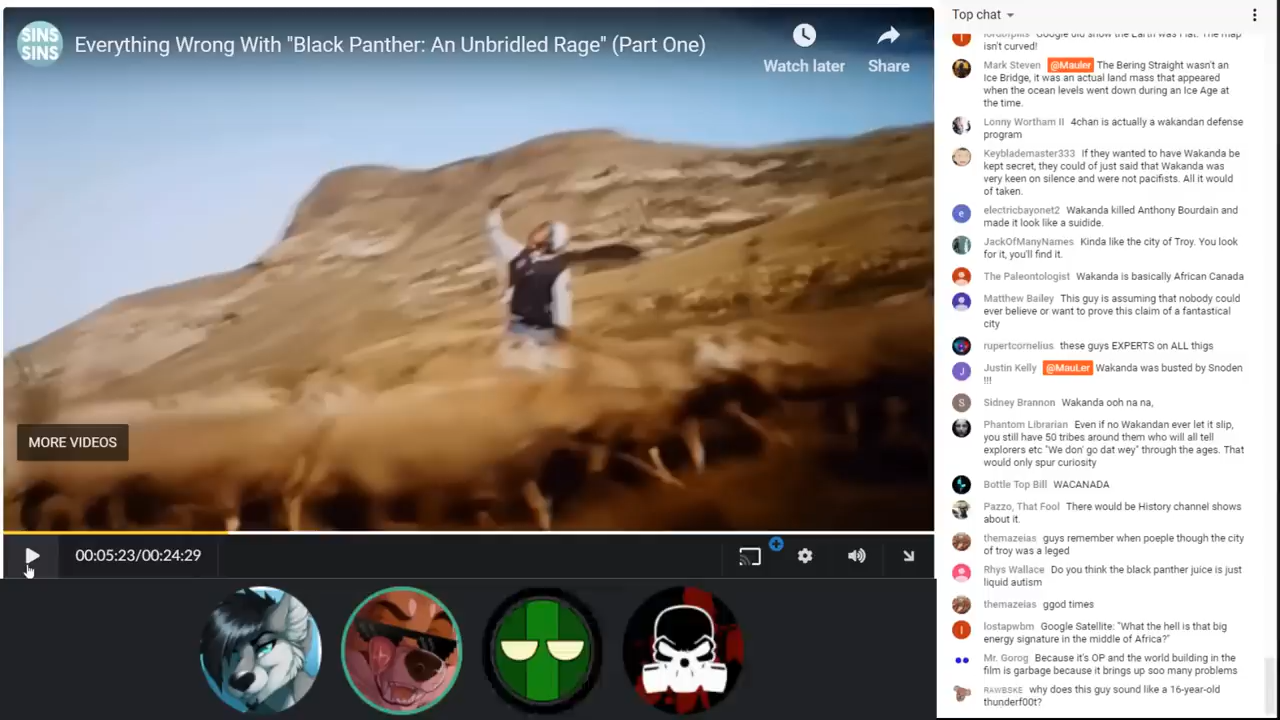 SINS
SINS
Everything Wrong With "Black Panther: An Unbridled Rage" (Part One)
Watch later
Share
MORE VIDEOS
00:05:23/00:24:29
Top chat
Google did show the Earth was Flat. The map
isn't curved!
Mark Steven @Mauler The Bering Straight wasn't an
Ice Bridge, it was an actual land mass that appeared
when the ocean levels went down during an Ice Age at
the time.
Lonny Wortham II 4chan is actually a wakandan defense
program
Keyblademaster333 If they wanted to have Wakanda be
kept secret, they could of just said that Wakanda was
very keen on silence and were not pacifists. All it would
of taken.
electricbayonet2 Wakanda killed Anthony Bourdain and
made it look like a suidide.
JackOfManyNames Kinda like the city of Troy. You look
for it, you'll find it.
The Paleontologist Wakanda is basically African Canada
Matthew Bailey This guy is assuming that nobody could
ever believe or want to prove this claim of a fantastical
city
rupertcornelius these guys EXPERTS on ALL thigs
Justin Kelly @MauLer Wakanda was busted by Snoden
!!!
Sidney Brannon Wakanda ooh na na,
Phantom Librarian Even if no Wakandan ever let it slip,
you still have 50 tribes around them who will all tell
explorers etc "We don' go dat wey" through the ages. That
would only spur curiosity
Bottle Top Bill WACANADA
Pazzo, That Fool There would be History channel shows
about it.
themazeias guys remember when poeple though the city
of troy was a leged
Rhys Wallace Do you think the black panther juice is just
liquid autism
themazeias ggod times
lostapwbm Google Satellite: "What the hell is that big
energy signature in the middle of Africa?"
Mr. Gorog Because it's OP and the world building in the
film is garbage because it brings up soo many problems
RAWBSKE why does this guy sound like a 16-year-old
thunderf00t?